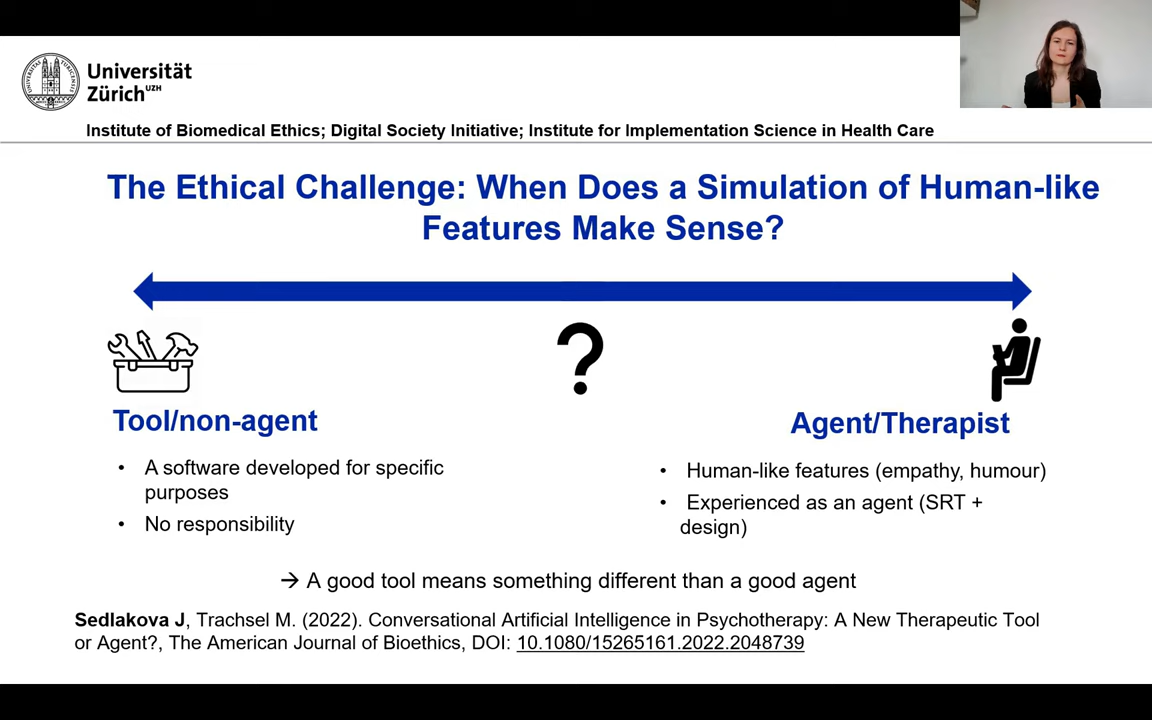 Universität
Zürich UZH
Institute of Biomedical Ethics; Digital Society Initiative; Institute for Implementation Science in Health Care
The Ethical Challenge: When Does a Simulation of Human-like
Features Make Sense?
?
Tool/non-agent
• A software developed for specific
purposes
• No responsibility
Agent/Therapist
• Human-like features (empathy, humour)
• Experienced as an agent (SRT +
design)
→ A good tool means something different than a good agent
Sedlakova J, Trachsel M. (2022). Conversational Artificial Intelligence in Psychotherapy: A New Therapeutic Tool
or Agent?, The American Journal of Bioethics, DOI: 10.1080/15265161.2022.2048739